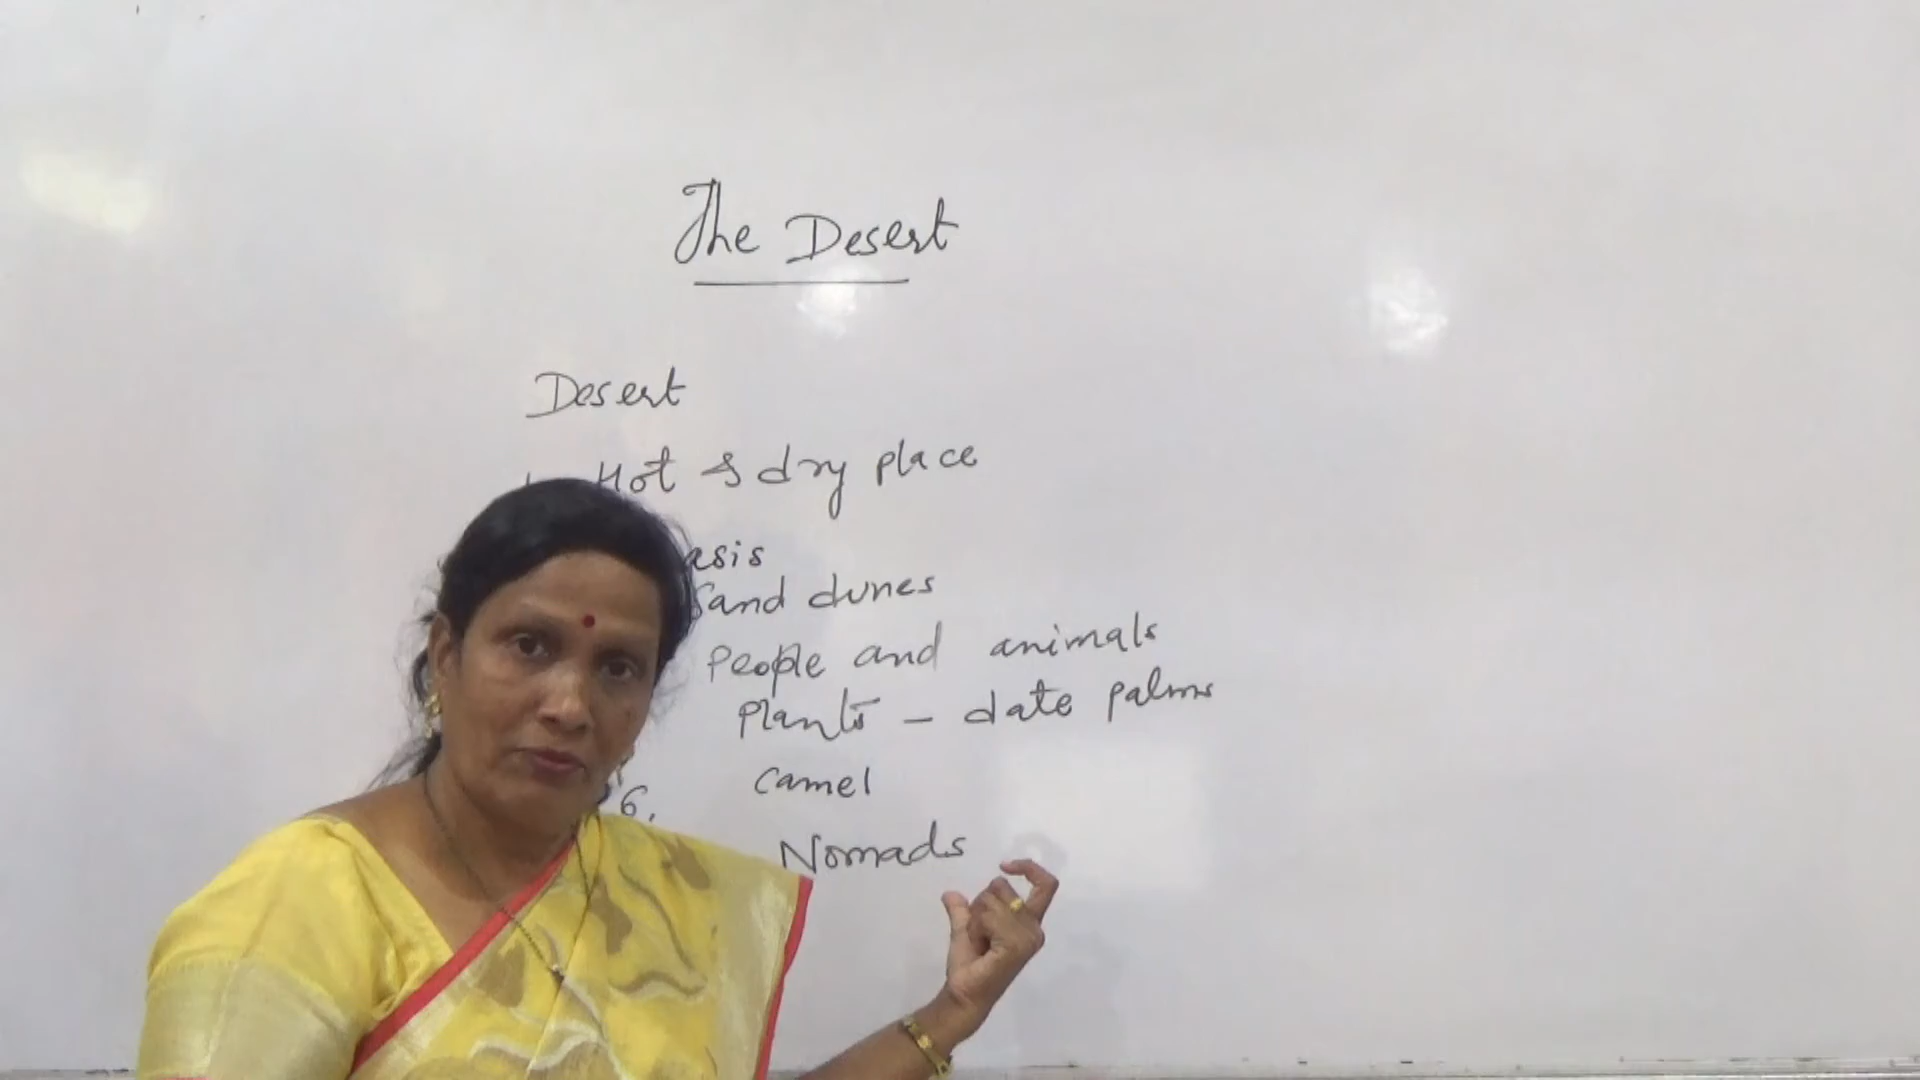 The Desert
Desert
Hot & dry place
asis
Sand dunes
People and animals
Plants - date palms
6. Camel
Nomads